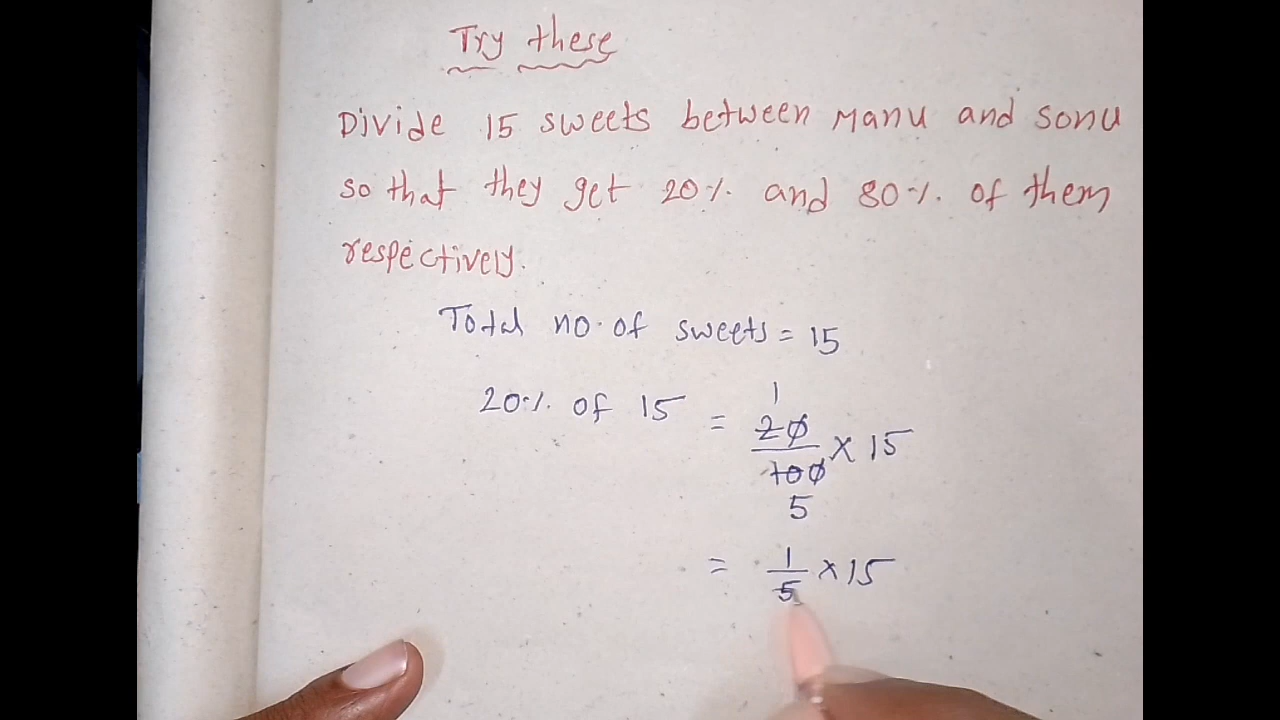 Try these
Divide 15 sweets between Manu and sonu
so that they get 20% and 80% of them
respectively.
Total no. of sweets = 15
20% of 15 = 20/100 × 15
1
5
= 1/5 × 15